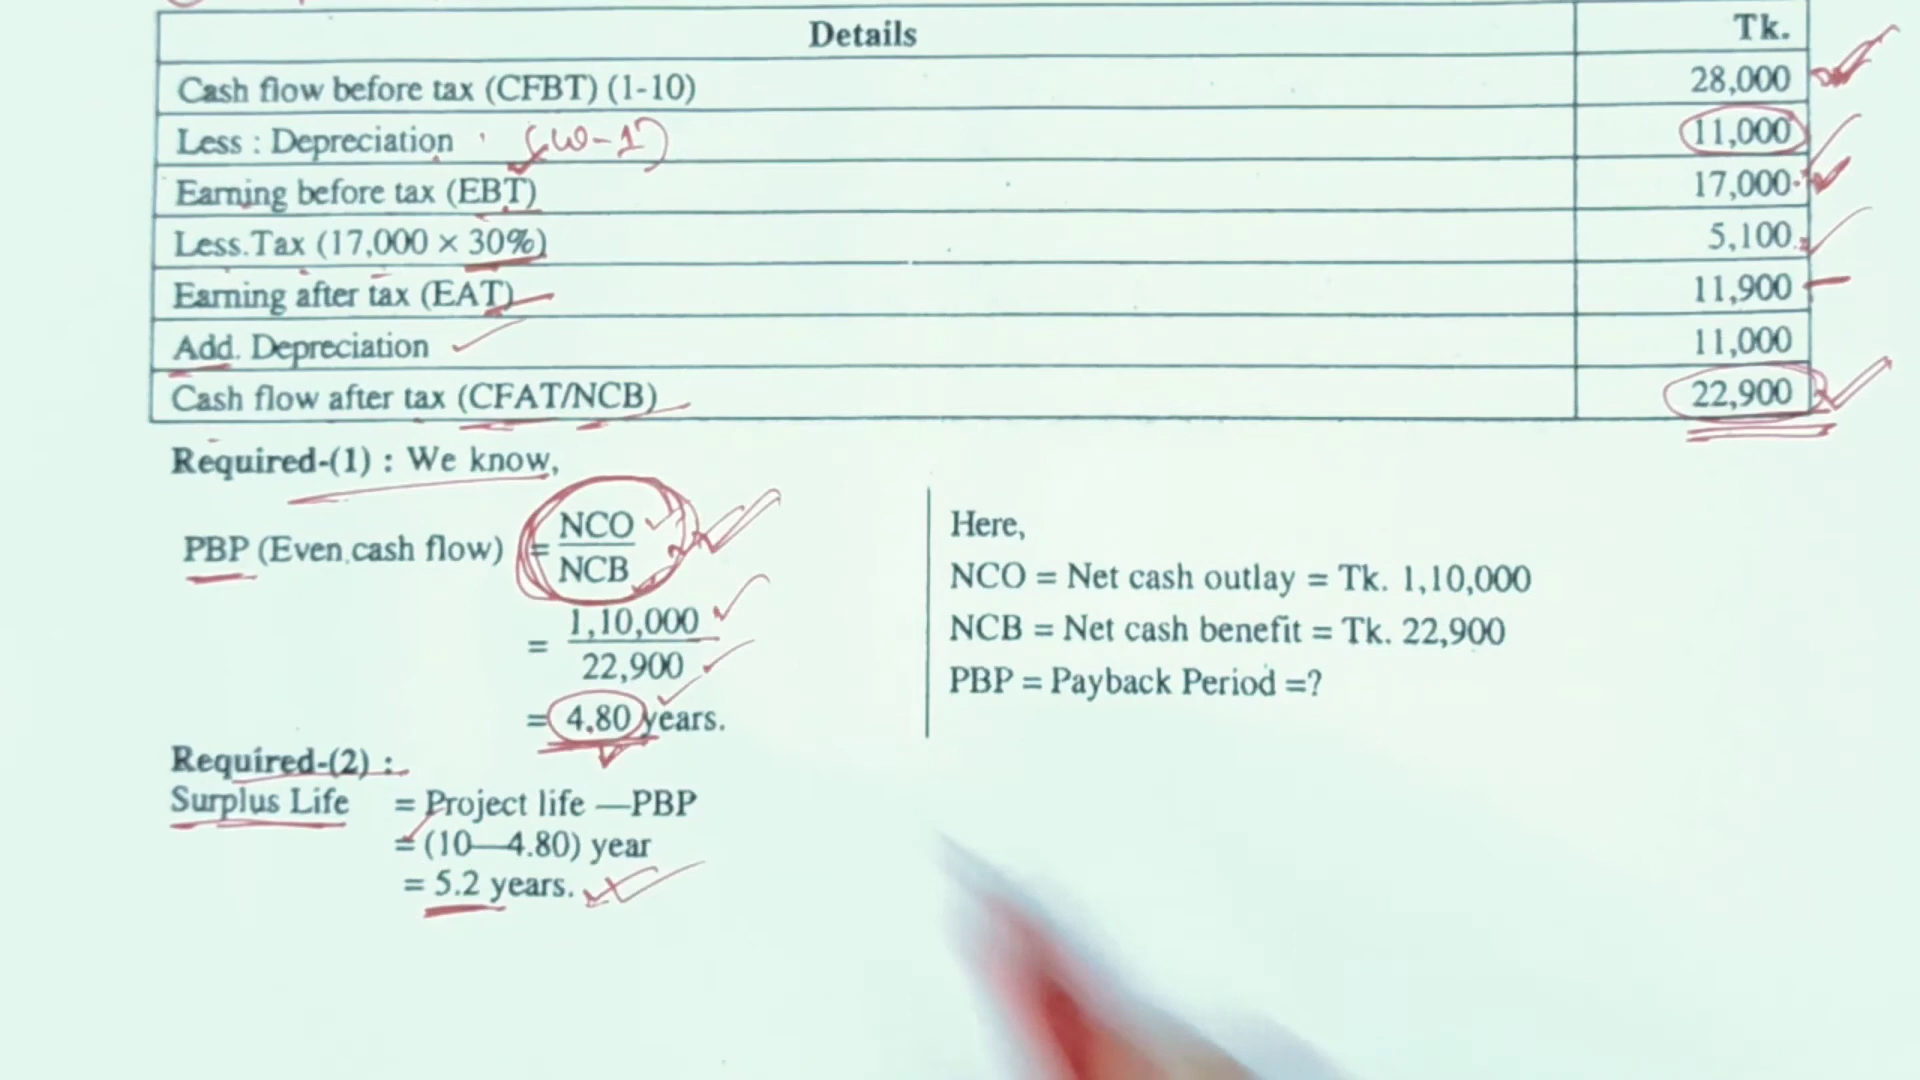 Details Tk.
Cash flow before tax (CFBT) (1-10) 28,000
Less : Depreciation (W-1) 11,000
Earning before tax (EBT) 17,000
Less.Tax (17,000 × 30%) 5,100
Earning after tax (EAT) 11,900
Add. Depreciation 11,000
Cash flow after tax (CFAT/NCB) 22,900
Required-(1) : We know,
PBP (Even cash flow) = NCO
NCB
= 1,10,000
22,900
= 4.80 years.
Here,
NCO = Net cash outlay = Tk. 1,10,000
NCB = Net cash benefit = Tk. 22,900
PBP = Payback Period =?
Required-(2) :
Surplus Life = Project life —PBP
= (10—4.80) year
= 5.2 years.